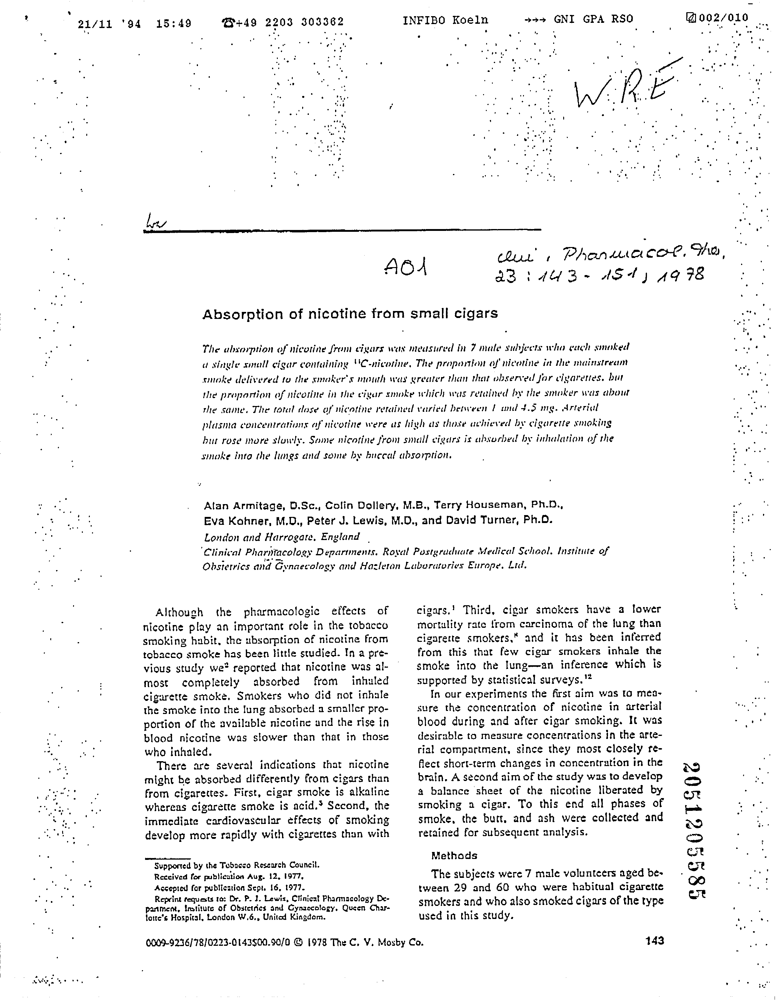 21/11 '94 15:49 ☎+49 2203 303362 INFIBO Koeln →→→ GNI GPA RSO 002/010
WRE
A01
Pharmacol. Ther,
23 : 143 - 151, 1978
Absorption of nicotine from small cigars
The absorption of nicotine from cigars was measured in 7 male subjects who each smoked
a single small cigar containing ¹⁴C-nicotine. The proportion of nicotine in the mainstream
smoke delivered to the smoker's mouth was greater than that observed for cigarettes, but
the proportion of nicotine in the cigar smoke which was retained by the smoker was about
the same. The total dose of nicotine retained varied between 1 and 4.5 mg. Arterial
plasma concentrations of nicotine were as high as those achieved by cigarette smoking
but rose more slowly. Some nicotine from small cigars is absorbed by inhalation of the
smoke into the lungs and some by buccal absorption.
Alan Armitage, D.Sc., Colin Dollery, M.B., Terry Houseman, Ph.D.,
Eva Kohner, M.D., Peter J. Lewis, M.D., and David Turner, Ph.D.
London and Harrogate, England
Clinical Pharmacology Departments, Royal Postgraduate Medical School, Institute of
Obstetrics and Gynaecology and Hazleton Laboratories Europe, Ltd.
Although the pharmacologic effects of
nicotine play an important role in the tobacco
smoking habit, the absorption of nicotine from
tobacco smoke has been little studied. In a pre-
vious study we² reported that nicotine was al-
most completely absorbed from inhaled
cigarette smoke. Smokers who did not inhale
the smoke into the lung absorbed a smaller pro-
portion of the available nicotine and the rise in
blood nicotine was slower than that in those
who inhaled.
There are several indications that nicotine
might be absorbed differently from cigars than
from cigarettes. First, cigar smoke is alkaline
whereas cigarette smoke is acid.³ Second, the
immediate cardiovascular effects of smoking
develop more rapidly with cigarettes than with
Supported by the Tobacco Research Council.
Received for publication Aug. 12, 1977.
Accepted for publication Sept. 16, 1977.
Reprint requests to: Dr. P. J. Lewis, Clinical Pharmacology De-
partment, Institute of Obstetrics and Gynaecology, Queen Char-
lotte's Hospital, London W.6., United Kingdom.
cigars.¹ Third, cigar smokers have a lower
mortality rate from carcinoma of the lung than
cigarette smokers,⁸ and it has been inferred
from this that few cigar smokers inhale the
smoke into the lung—an inference which is
supported by statistical surveys.¹²
In our experiments the first aim was to mea-
sure the concentration of nicotine in arterial
blood during and after cigar smoking. It was
desirable to measure concentrations in the arte-
rial compartment, since they most closely re-
flect short-term changes in concentration in the
brain. A second aim of the study was to develop
a balance sheet of the nicotine liberated by
smoking a cigar. To this end all phases of
smoke, the butt, and ash were collected and
retained for subsequent analysis.
Methods
The subjects were 7 male volunteers aged be-
tween 29 and 60 who were habitual cigarette
smokers and who also smoked cigars of the type
used in this study.
0009-9236/78/0223-0143$00.90/0 © 1978 The C. V. Mosby Co.
143
2051205585